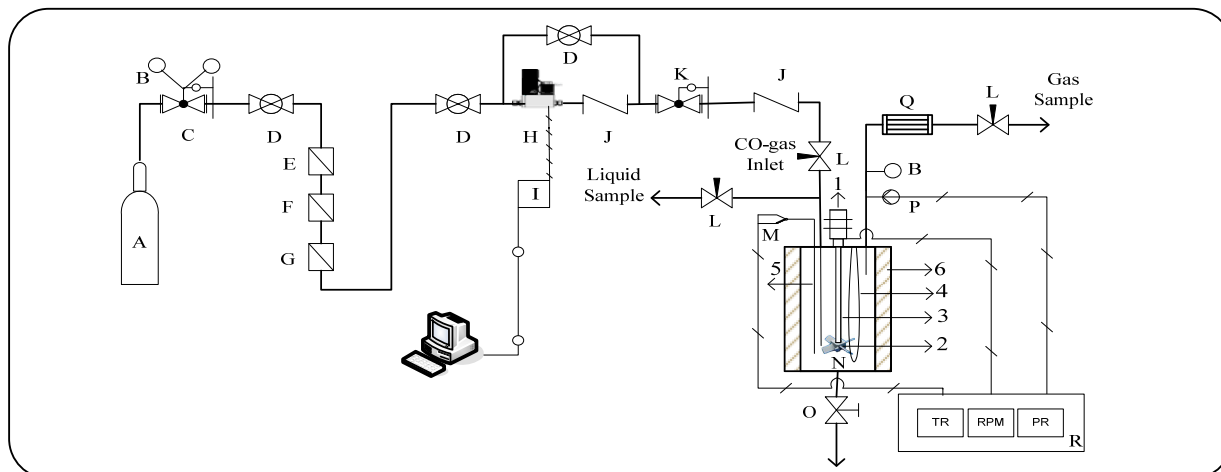 B
C
D
A
E
F
G
D
H
I
D
J
K
J
CO-gas
Inlet
L
Liquid
Sample
L
Q
L
Gas
Sample
B
P
1
M
5
6
4
3
2
N
O
TR
RPM
PR
R